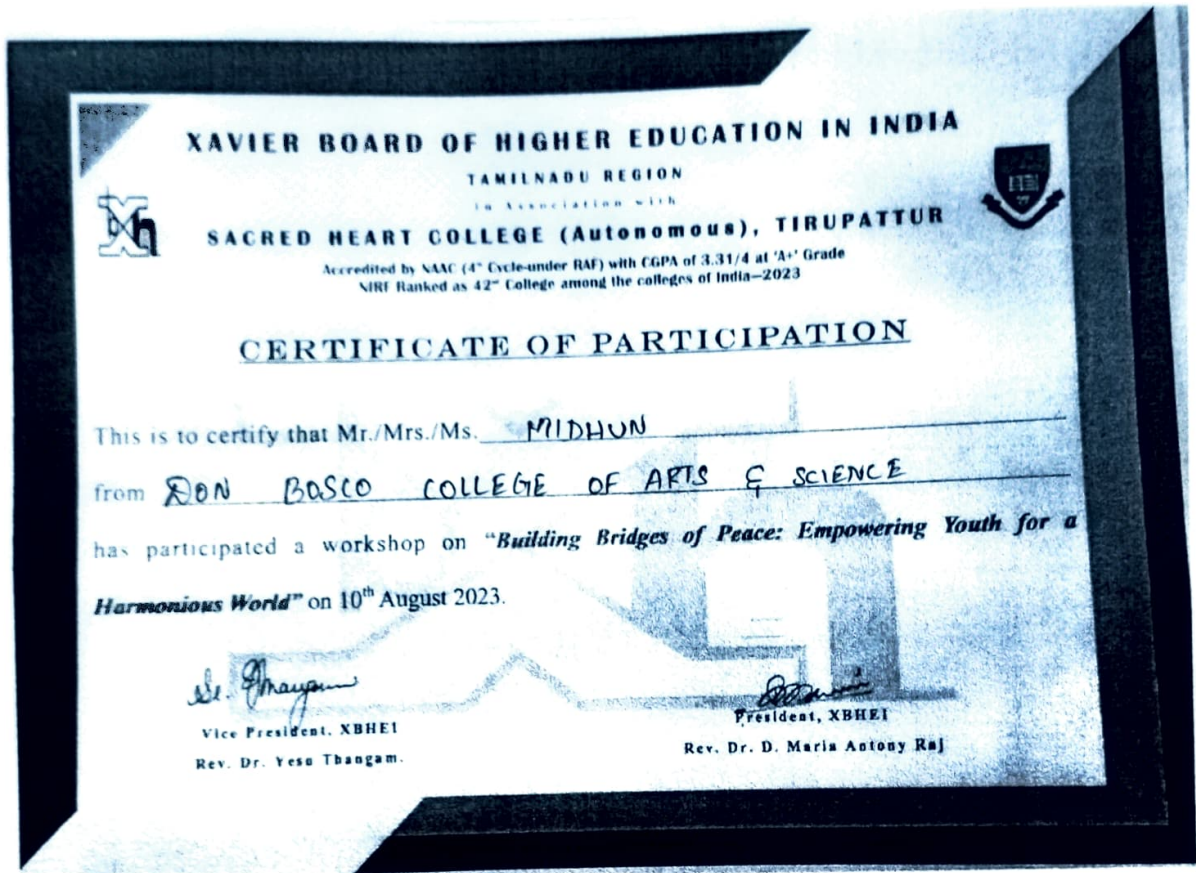 XAVIER BOARD OF HIGHER EDUCATION IN INDIA
TAMILNADU REGION
in Association with
SACRED HEART COLLEGE (Autonomous), TIRUPATTUR
Accredited by NAAC (4th Cycle-under RAF) with CGPA of 3.31/4 at 'A+' Grade
NIRF Ranked as 42nd College among the colleges of India—2023
CERTIFICATE OF PARTICIPATION
This is to certify that Mr./Mrs./Ms. MIDHUN
from DON BOSCO COLLEGE OF ARTS & SCIENCE
has participated a workshop on “Building Bridges of Peace: Empowering Youth for a
Harmonious World” on 10th August 2023.
Vice President, XBHEI
Rev. Dr. Yesu Thangam.
President, XBHEI
Rev. Dr. D. Maria Antony Raj